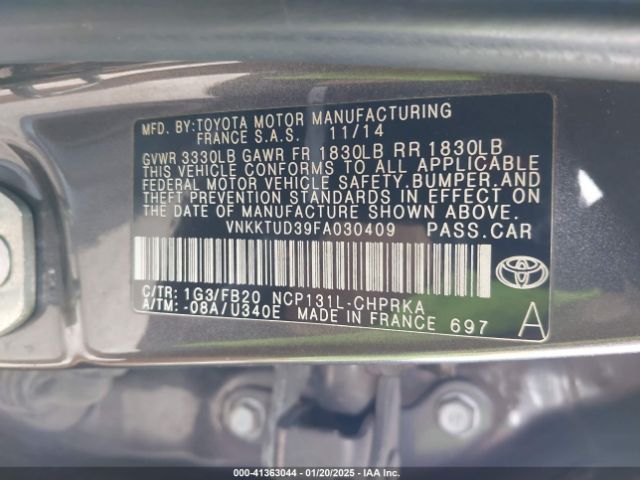 MFD. BY:TOYOTA MOTOR MANUFACTURING
FRANCE S.A.S. 11/14
GVWR 3330LB GAWR FR 1830LB RR 1830LB
THIS VEHICLE CONFORMS TO ALL APPLICABLE
FEDERAL MOTOR VEHICLE SAFETY, BUMPER, AND
THEFT PREVENTION STANDARDS IN EFFECT ON
THE DATE OF MANUFACTURE SHOWN ABOVE.
VNKKTUD39FA030409 PASS.CAR
C/TR: 1G3/FB20 NCP131L-CHPRKA
A/TM: -08A/U340E MADE IN FRANCE 697 A
TOYOTA
000-41363044 — 01/20/2025 — IAA Inc.